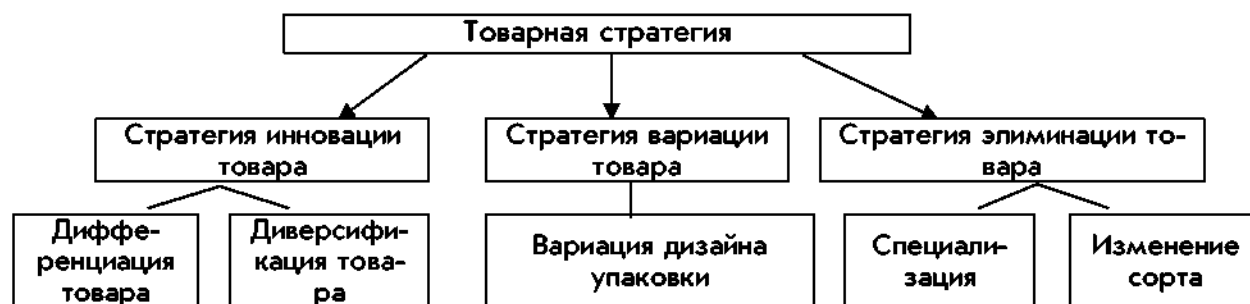 Товарная стратегия
Стратегия инновации
товара
Стратегия вариации
товара
Стратегия элиминации то-
вара
Диффе-
ренциация
товара
Диверсифи-
кация това-
ра
Вариация дизайна
упаковки
Специали-
зация
Изменение
сорта